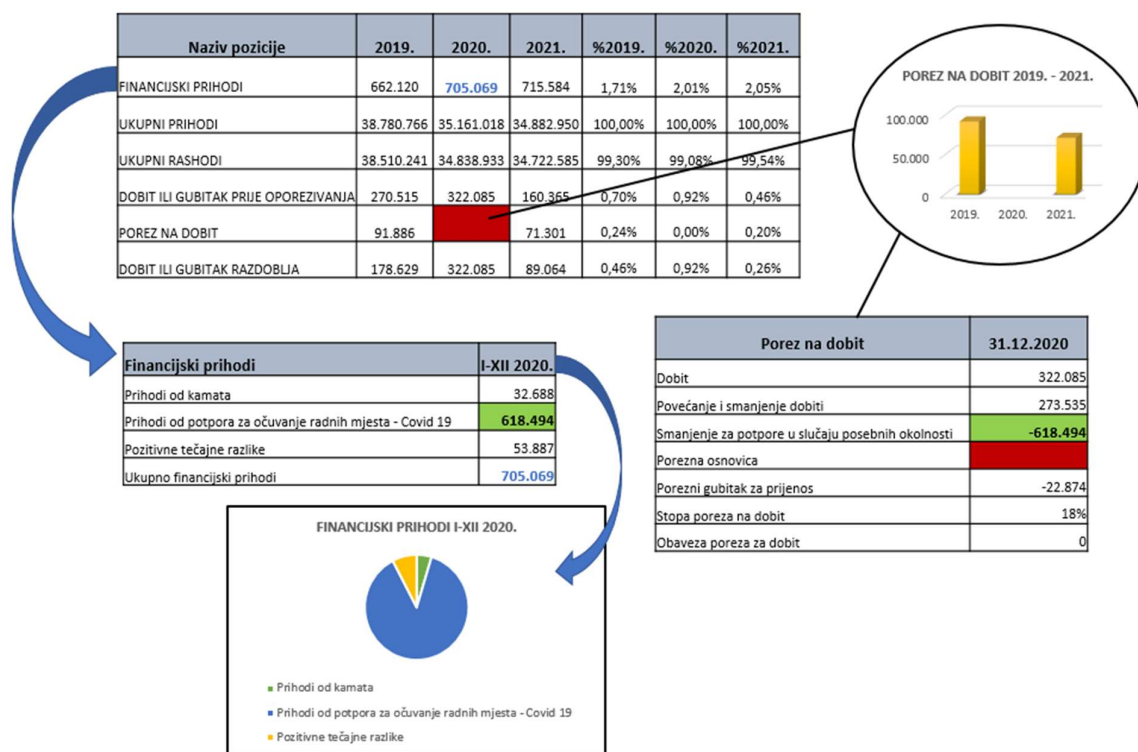 Naziv pozicije 2019. 2020. 2021. %2019. %2020. %2021.
FINANCIJSKI PRIHODI 662.120 705.069 715.584 1,71% 2,01% 2,05%
UKUPNI PRIHODI 38.780.766 35.161.018 34.882.950 100,00% 100,00% 100,00%
UKUPNI RASHODI 38.510.241 34.838.933 34.722.585 99,30% 99,08% 99,54%
DOBIT ILI GUBITAK PRIJE OPOREZIVANJA 270.515 322.085 160.365 0,70% 0,92% 0,46%
POREZ NA DOBIT 91.886 71.301 0,24% 0,00% 0,20%
DOBIT ILI GUBITAK RAZDOBLJA 178.629 322.085 89.064 0,46% 0,92% 0,26%
POREZ NA DOBIT 2019. - 2021.
100.000
50.000
0
2019. 2020. 2021.
Financijski prihodi I-XII 2020.
Prihodi od kamata 32.688
Prihodi od potpora za očuvanje radnih mjesta - Covid 19 618.494
Pozitivne tečajne razlike 53.887
Ukupno financijski prihodi 705.069
Porez na dobit 31.12.2020
Dobit 322.085
Povećanje i smanjenje dobiti 273.535
Smanjenje za potpore u slučaju posebnih okolnosti -618.494
Porezna osnovica
Porezni gubitak za prijenos -22.874
Stopa poreza na dobit 18%
Obaveza poreza za dobit 0
FINANCIJSKI PRIHODI I-XII 2020.
Prihodi od kamata
Prihodi od potpora za očuvanje radnih mjesta - Covid 19
Pozitivne tečajne razlike